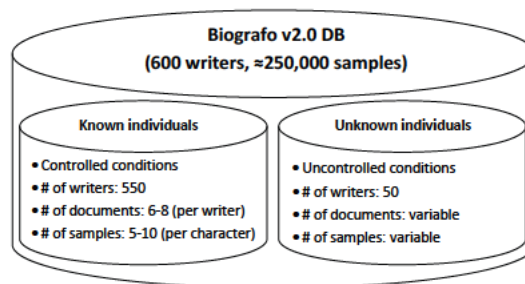 Biografo v2.0 DB
(600 writers, ≈250,000 samples)
Known individuals
• Controlled conditions
• # of writers: 550
• # of documents: 6-8 (per writer)
• # of samples: 5-10 (per character)
Unknown individuals
• Uncontrolled conditions
• # of writers: 50
• # of documents: variable
• # of samples: variable